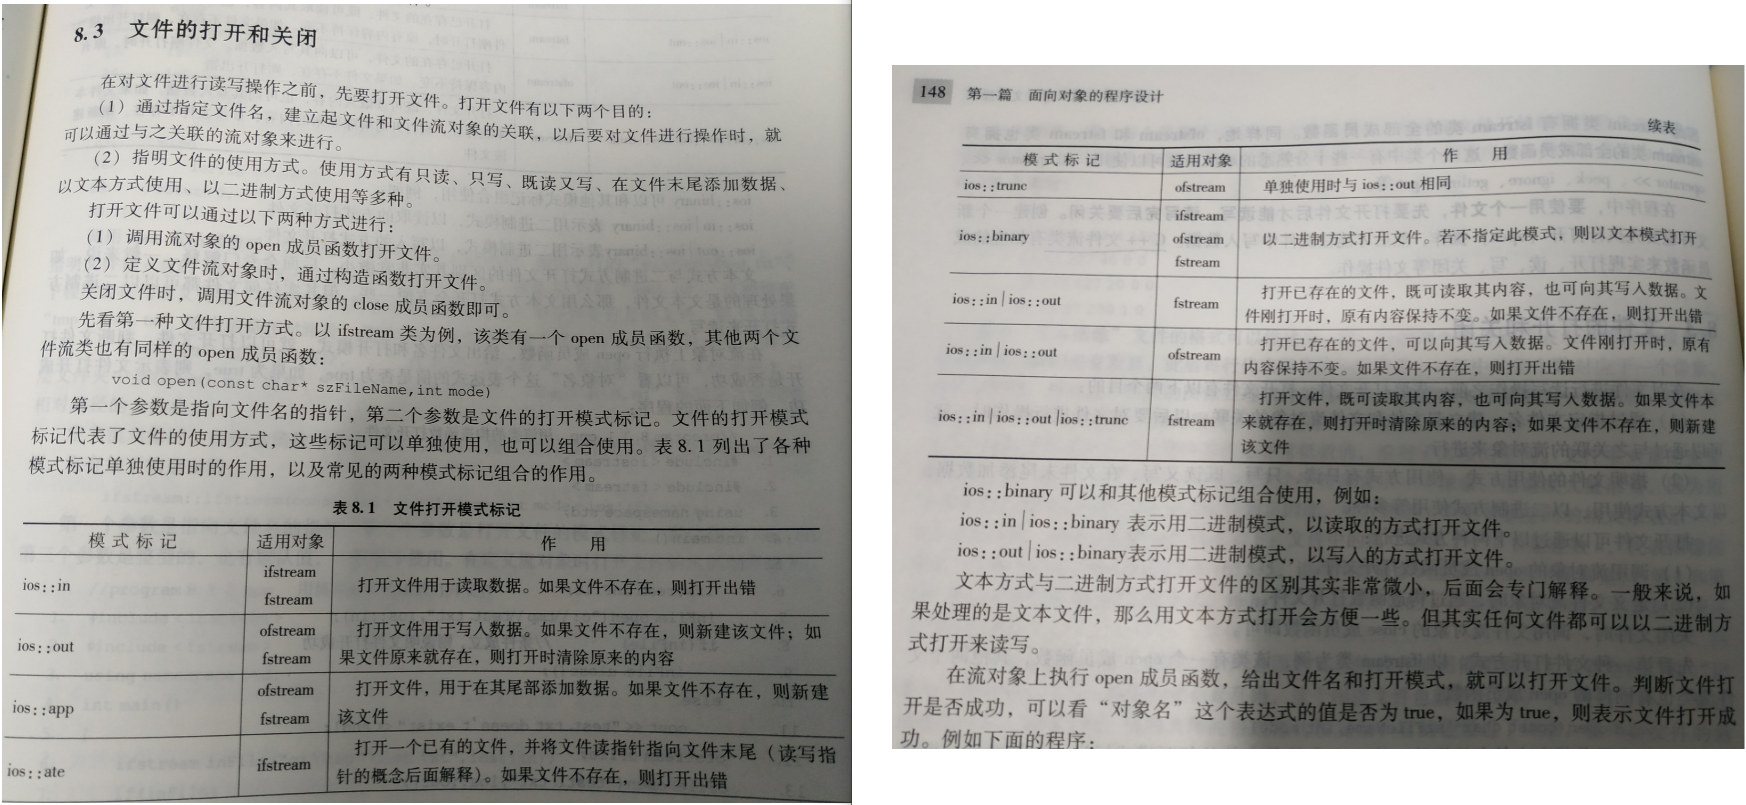 8.3 文件的打开和关闭
在对文件进行读写操作之前，先要打开文件。打开文件有以下两个目的：
（1）通过指定文件名，建立起文件和文件流对象的关联，以后要对文件进行操作时，就
可以通过与之关联的流对象来进行。
（2）指明文件的使用方式。使用方式有只读、只写、既读又写、在文件末尾添加数据、
以文本方式使用、以二进制方式使用等多种。
打开文件可以通过以下两种方式进行：
（1）调用流对象的 open 成员函数打开文件。
（2）定义文件流对象时，通过构造函数打开文件。
关闭文件时，调用文件流对象的 close 成员函数即可。
先看第一种文件打开方式。以 ifstream 类为例，该类有一个 open 成员函数，其他两个文
件流类也有同样的 open 成员函数：
void open(const char* szFileName,int mode)
第一个参数是指向文件名的指针，第二个参数是文件的打开模式标记。文件的打开模式
标记代表了文件的使用方式，这些标记可以单独使用，也可以组合使用。表 8.1 列出了各种
模式标记单独使用时的作用，以及常见的两种模式标记组合的作用。
表 8.1 文件打开模式标记
模式标记 适用对象 作 用
ios::in
ifstream
fstream
打开文件用于读取数据。如果文件不存在，则打开出错
ios::out
ofstream
fstream
打开文件用于写入数据。如果文件不存在，则新建该文件；如
果文件原来就存在，则打开时清除原来的内容
ios::app
ofstream
fstream
打开文件，用于在其尾部添加数据。如果文件不存在，则新建
该文件
ios::ate
ifstream
打开一个已有的文件，并将文件读指针指向文件末尾（读写指
针的概念后面解释）。如果文件不存在，则打开出错
148 第一篇 面向对象的程序设计
续表
模式标记 适用对象 作 用
ios::trunc ofstream 单独使用时与 ios::out 相同
ios::binary
ifstream
ofstream
fstream
以二进制方式打开文件。若不指定此模式，则以文本模式打开
ios::in|ios::out
fstream
打开已存在的文件，既可读取其内容，也可向其写入数据。文
件刚打开时，原有内容保持不变。如果文件不存在，则打开出错
ios::in|ios::out
ofstream
打开已存在的文件，可以向其写入数据。文件刚打开时，原有
内容保持不变。如果文件不存在，则打开出错
ios::in|ios::out|ios::trunc
fstream
打开文件，既可读取其内容，也可向其写入数据。如果文件本
来就存在，则打开时清除原来的内容；如果文件不存在，则新建
该文件
ios::binary 可以和其他模式标记组合使用，例如：
ios::in|ios::binary 表示用二进制模式，以读取的方式打开文件。
ios::out|ios::binary表示用二进制模式，以写入的方式打开文件。
文本方式与二进制方式打开文件的区别其实非常微小，后面会专门解释。一般来说，如
果处理的是文本文件，那么用文本方式打开会方便一些。但其实任何文件都可以以二进制方
式打开来读写。
在流对象上执行 open 成员函数，给出文件名和打开模式，就可以打开文件。判断文件打
开是否成功，可以看“对象名”这个表达式的值是否为 true，如果为 true，则表示文件打开成
功。例如下面的程序：